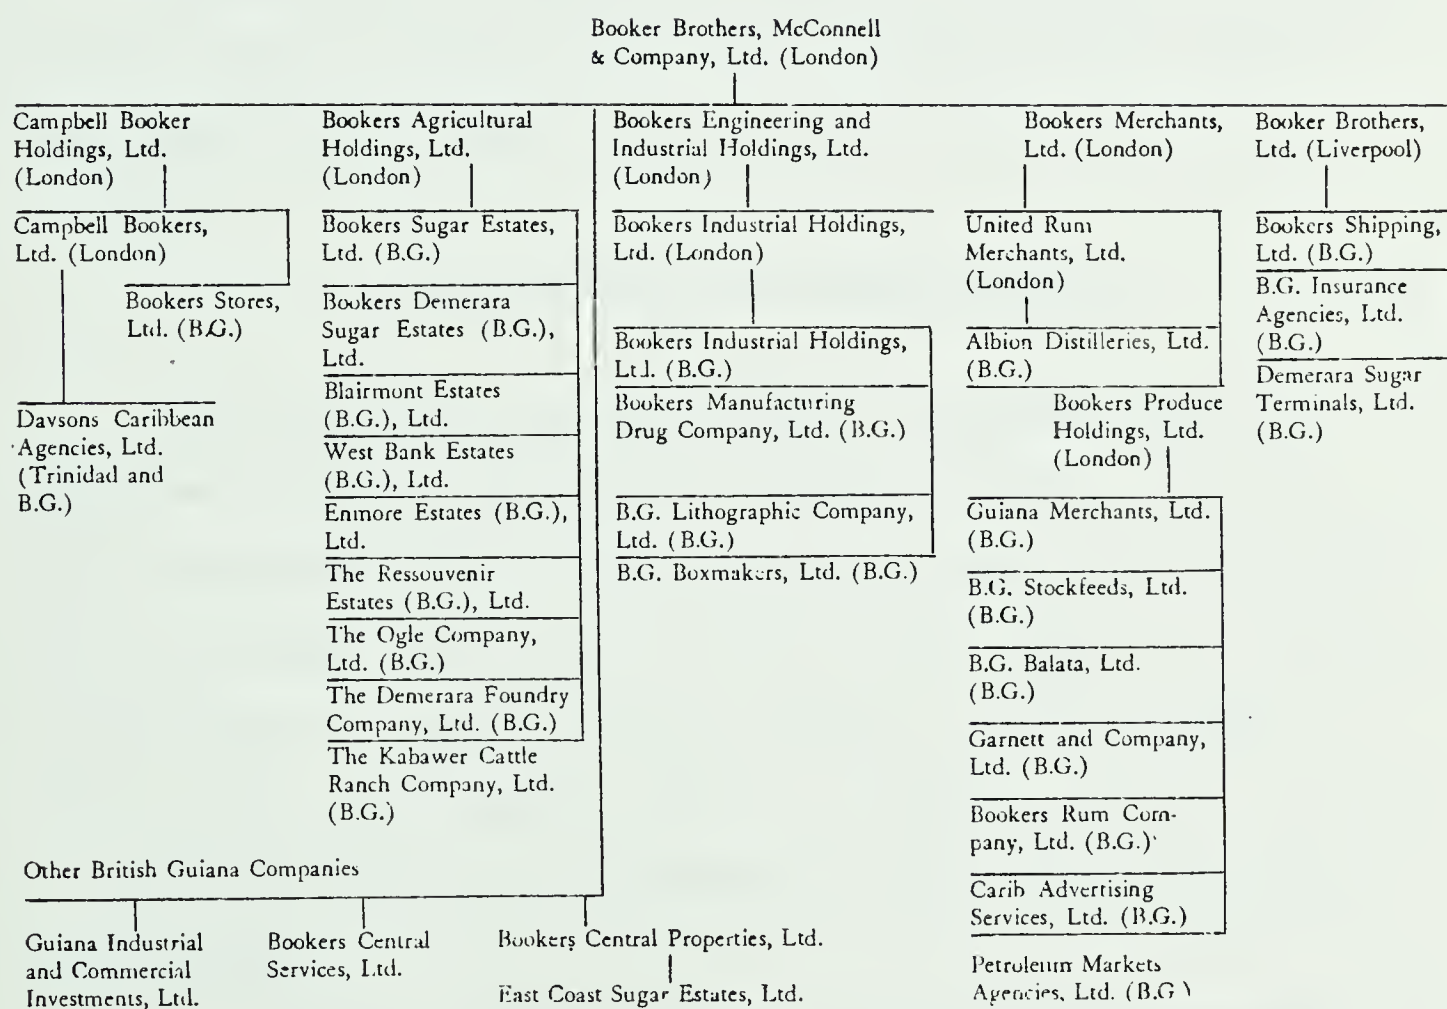 Booker Brothers, McConnell
& Company, Ltd. (London)
Campbell Booker
Holdings, Ltd.
(London)
Campbell Bookers,
Ltd. (London)
Bookers Stores,
Ltd. (B.G.)
Davsons Caribbean
Agencies, Ltd.
(Trinidad and
B.G.)
Bookers Agricultural
Holdings, Ltd.
(London)
Bookers Sugar Estates,
Ltd. (B.G.)
Bookers Demerara
Sugar Estates (B.G.),
Ltd.
Blairmont Estates
(B.G.), Ltd.
West Bank Estates
(B.G.), Ltd.
Enmore Estates (B.G.),
Ltd.
The Ressouvenir
Estates (B.G.), Ltd.
The Ogle Company,
Ltd. (B.G.)
The Demerara Foundry
Company, Ltd. (B.G.)
The Kabawer Cattle
Ranch Company, Ltd.
(B.G.)
Bookers Engineering and
Industrial Holdings, Ltd.
(London)
Bookers Industrial Holdings,
Ltd. (London)
Bookers Industrial Holdings,
Ltd. (B.G.)
Bookers Manufacturing
Drug Company, Ltd. (B.G.)
B.G. Lithographic Company,
Ltd. (B.G.)
B.G. Boxmakers, Ltd. (B.G.)
Bookers Merchants,
Ltd. (London)
United Rum
Merchants, Ltd.
(London)
Albion Distilleries, Ltd.
(B.G.)
Bookers Produce
Holdings, Ltd.
(London)
Guiana Merchants, Ltd.
(B.G.)
B.G. Stockfeeds, Ltd.
(B.G.)
B.G. Balata, Ltd.
(B.G.)
Garnett and Company,
Ltd. (B.G.)
Bookers Rum Com-
pany, Ltd. (B.G.)
Carib Advertising
Services, Ltd. (B.G.)
Petroleum Markets
Agencies, Ltd. (B.G.)
Booker Brothers,
Ltd. (Liverpool)
Bookers Shipping,
Ltd. (B.G.)
B.G. Insurance
Agencies, Ltd.
(B.G.)
Demerara Sugar
Terminals, Ltd.
(B.G.)
Other British Guiana Companies
Guiana Industrial
and Commercial
Investments, Ltd.
Bookers Central
Services, Ltd.
Bookers Central Properties, Ltd.
East Coast Sugar Estates, Ltd.